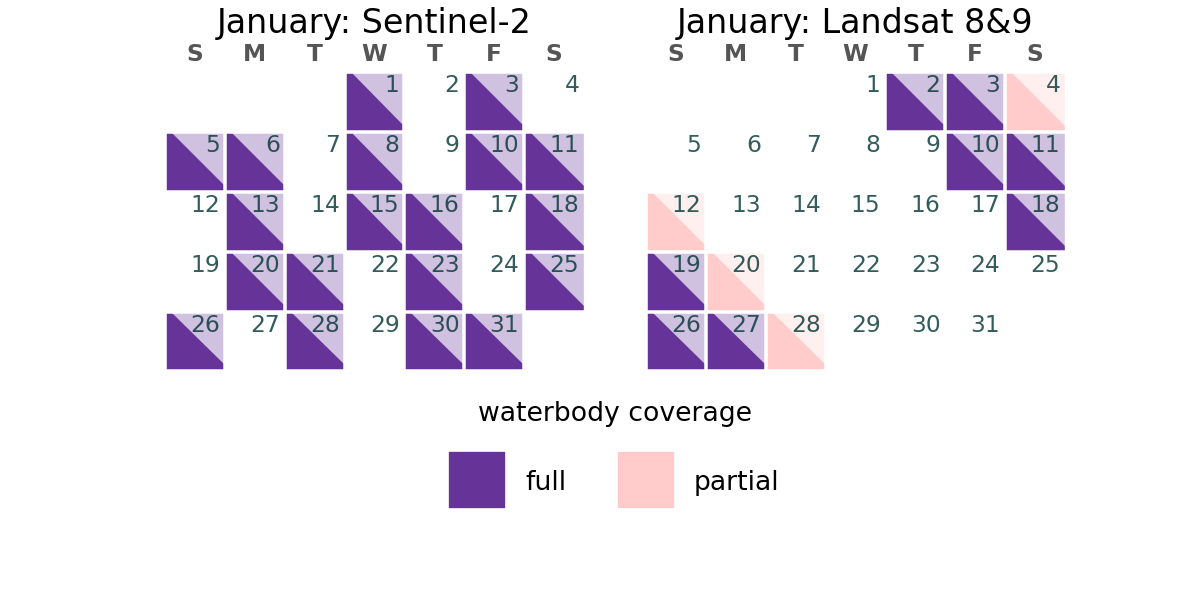 January: Sentinel-2
S M T W T F S
1 2 3 4
5 6 7 8 9 10 11
12 13 14 15 16 17 18
19 20 21 22 23 24 25
26 27 28 29 30 31
January: Landsat 8&9
S M T W T F S
1 2 3 4
5 6 7 8 9 10 11
12 13 14 15 16 17 18
19 20 21 22 23 24 25
26 27 28 29 30 31
waterbody coverage
full partial